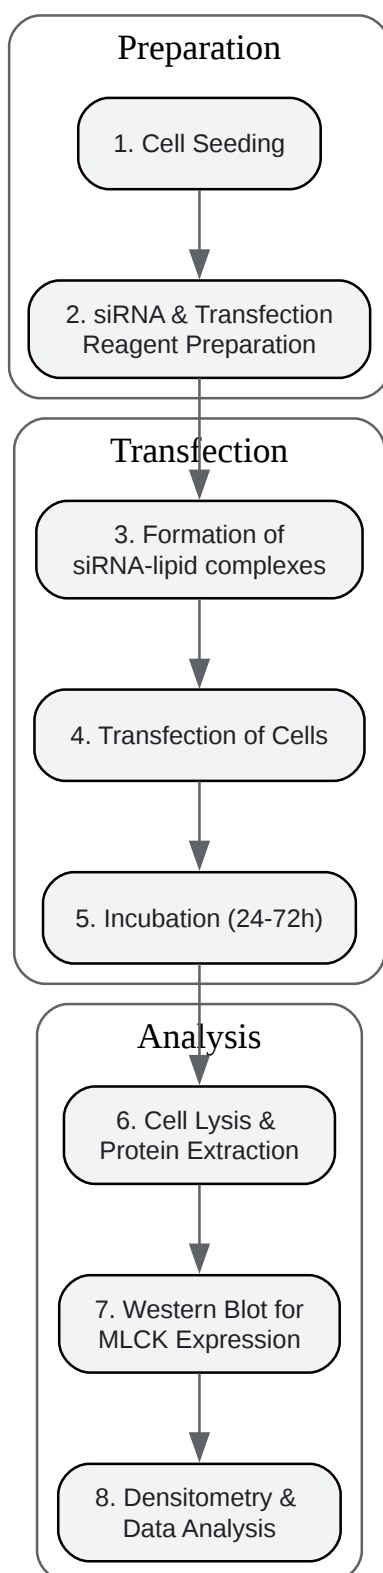 Preparation
1. Cell Seeding
2. siRNA & Transfection
Reagent Preparation
Transfection
3. Formation of
siRNA-lipid complexes
4. Transfection of Cells
5. Incubation (24-72h)
Analysis
6. Cell Lysis &
Protein Extraction
7. Western Blot for
MLCK Expression
8. Densitometry &
Data Analysis